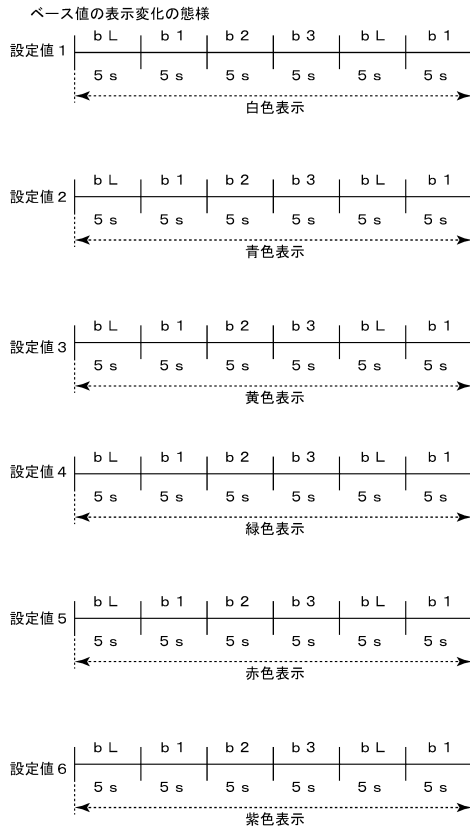 ベース値の表示変化の態様
ｂＬ ｂ１ ｂ２ ｂ３ ｂＬ ｂ１
設定値１
５ｓ ５ｓ ５ｓ ５ｓ ５ｓ ５ｓ
白色表示
ｂＬ ｂ１ ｂ２ ｂ３ ｂＬ ｂ１
設定値２
５ｓ ５ｓ ５ｓ ５ｓ ５ｓ ５ｓ
青色表示
ｂＬ ｂ１ ｂ２ ｂ３ ｂＬ ｂ１
設定値３
５ｓ ５ｓ ５ｓ ５ｓ ５ｓ ５ｓ
黄色表示
ｂＬ ｂ１ ｂ２ ｂ３ ｂＬ ｂ１
設定値４
５ｓ ５ｓ ５ｓ ５ｓ ５ｓ ５ｓ
緑色表示
ｂＬ ｂ１ ｂ２ ｂ３ ｂＬ ｂ１
設定値５
５ｓ ５ｓ ５ｓ ５ｓ ５ｓ ５ｓ
赤色表示
ｂＬ ｂ１ ｂ２ ｂ３ ｂＬ ｂ１
設定値６
５ｓ ５ｓ ５ｓ ５ｓ ５ｓ ５ｓ
紫色表示